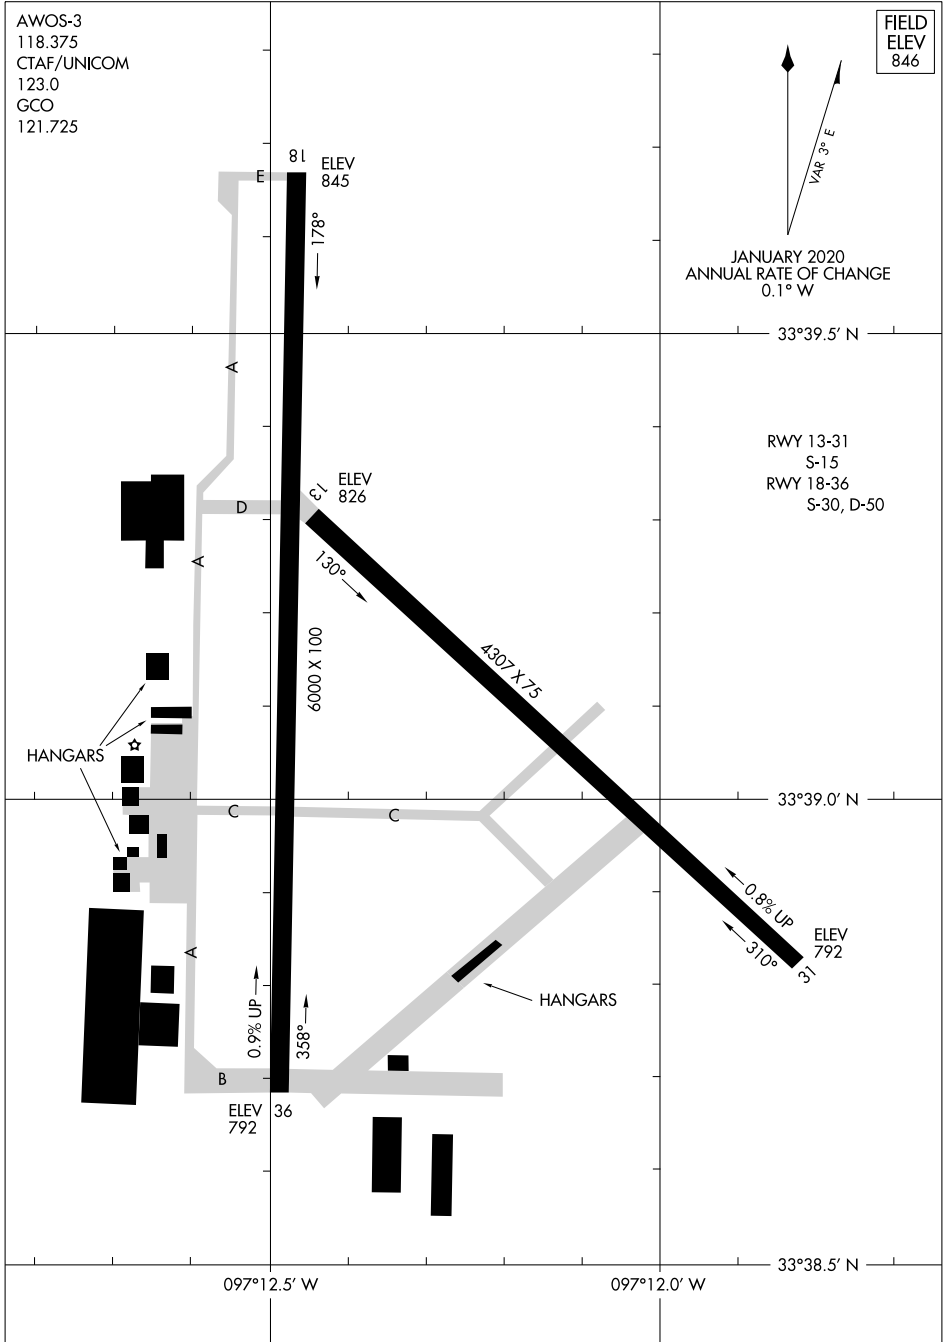 AWOS-3
118.375
CTAF/UNICOM
123.0
GCO
121.725
FIELD
ELEV
846
VAR 3° E
JANUARY 2020
ANNUAL RATE OF CHANGE
0.1° W
18
ELEV
845
E
178°
33°39.5' N
A
RWY 13-31
S-15
RWY 18-36
S-30, D-50
ELEV
826
13
D
A
130°
6000 X 100
4307 X 75
HANGARS
33°39.0' N
C
C
0.8% UP
310°
ELEV
792
31
A
HANGARS
0.9% UP
358°
B
ELEV
792
36
33°38.5' N
097°12.5' W
097°12.0' W